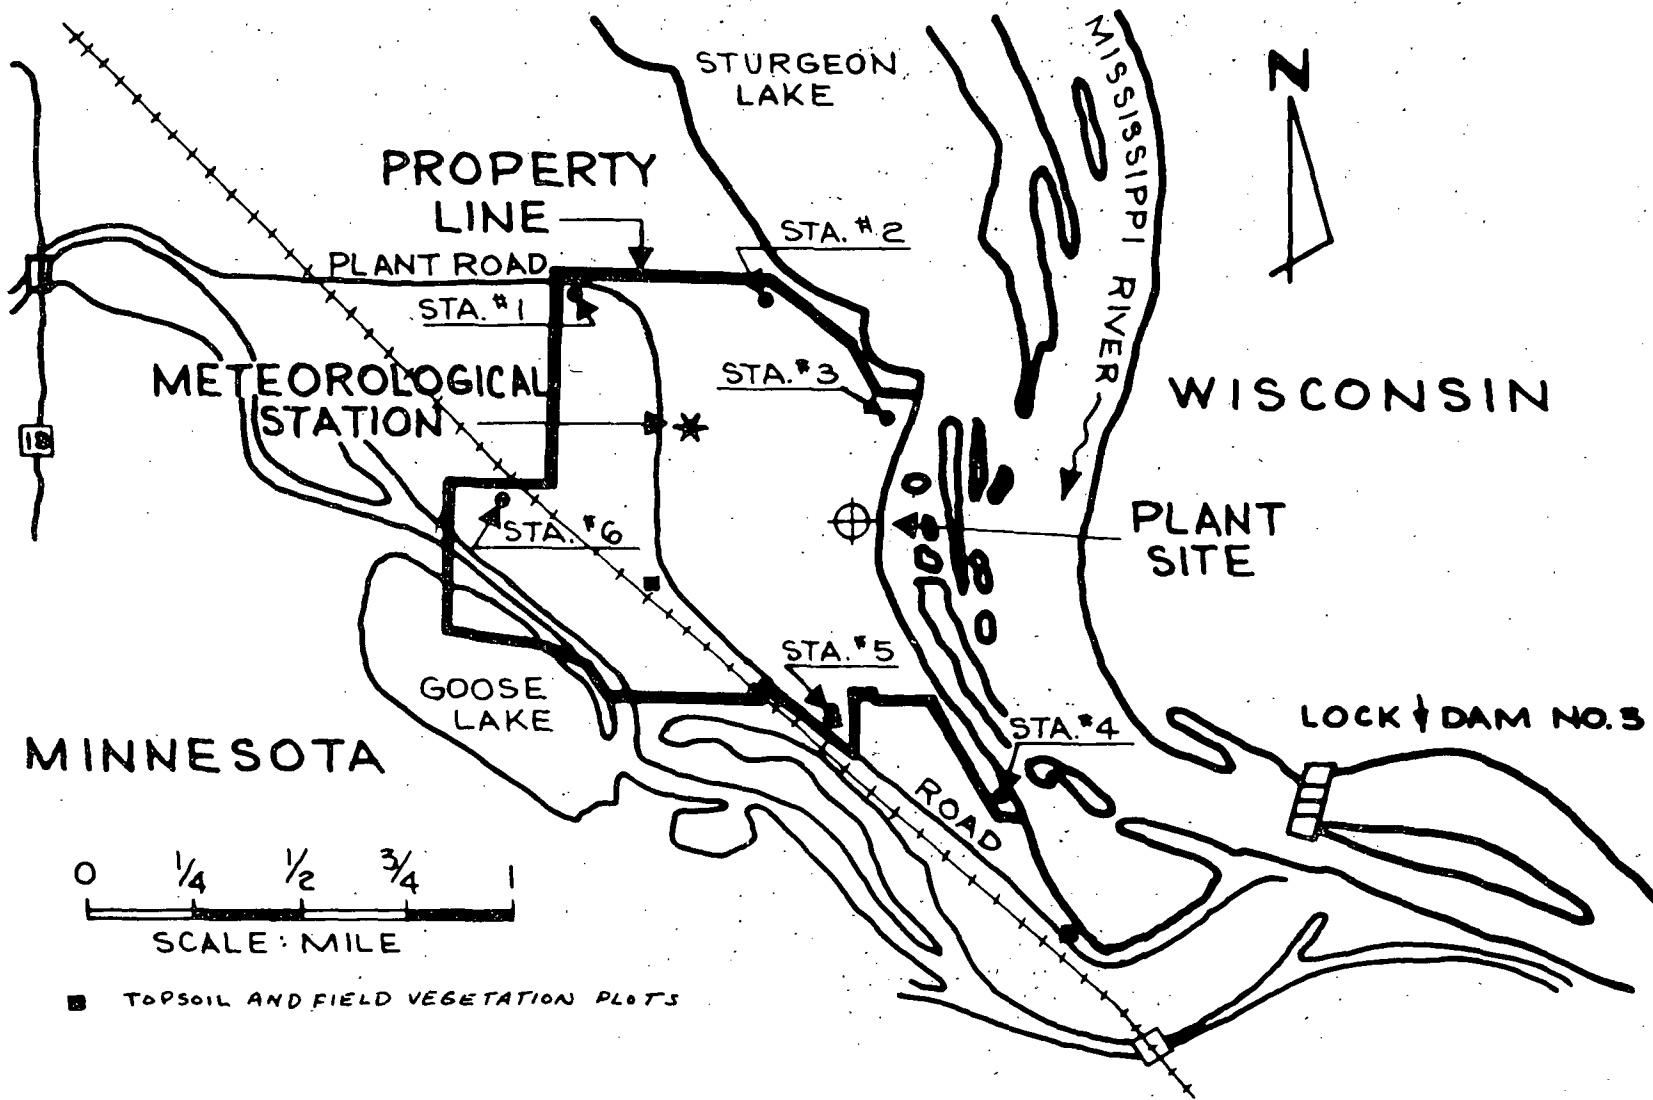 STURGEON
LAKE
MISSISSIPPI RIVER
N
PROPERTY
LINE
STA. #2
PLANT ROAD
STA. #1
METEOROLOGICAL
STATION
STA. #3
WISCONSIN
18
STA. #6
PLANT
SITE
STA. #5
GOOSE
LAKE
STA. #4
LOCK & DAM NO. 3
MINNESOTA
ROAD
0 1/4 1/2 3/4 1
SCALE: MILE
TOPSOIL AND FIELD VEGETATION PLOTS